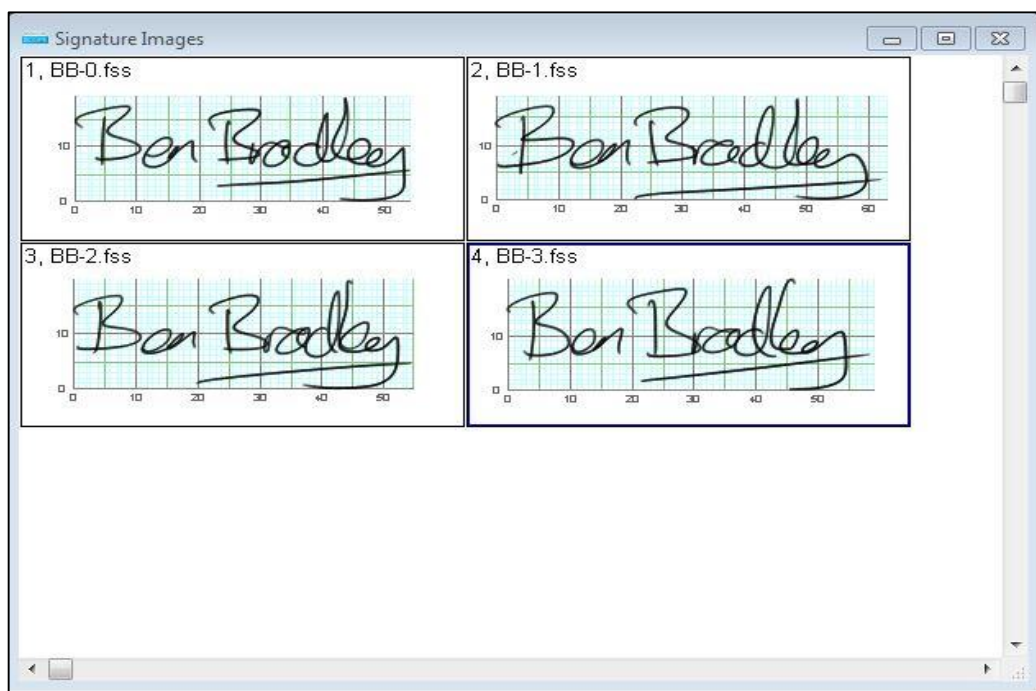 Signature Images
1, BB-0.fss
Ben Bradley
10
0
0 10 20 30 40 50
2, BB-1.fss
Ben Bradley
10
0
0 10 20 30 40 50 60
3, BB-2.fss
Ben Bradley
10
0
0 10 20 30 40 50
4, BB-3.fss
Ben Bradley
10
0
0 10 20 30 40 50